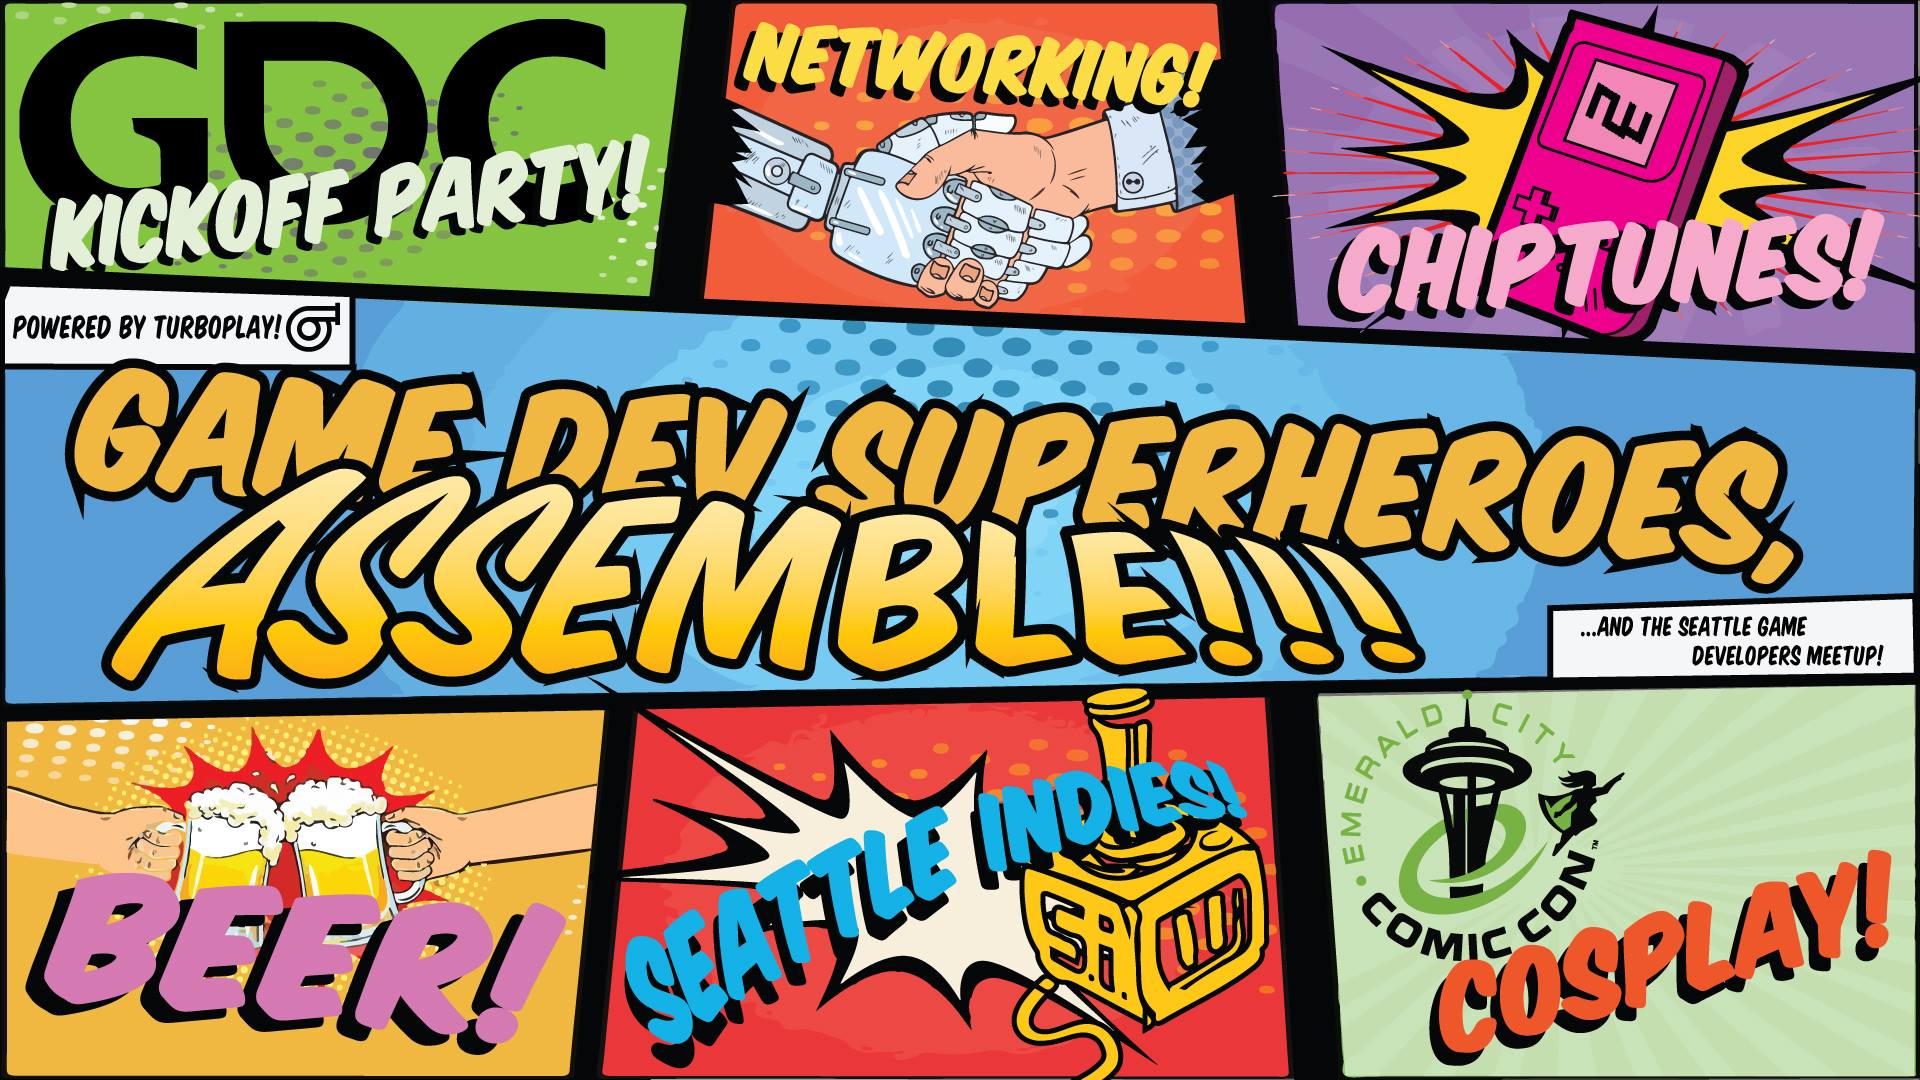 GDC
KICKOFF PARTY!
NETWORKING!
CHIPTUNES!
POWERED BY TURBOPLAY!
GAME DEV SUPERHEROES,
ASSEMBLE!!!
...AND THE SEATTLE GAME
DEVELOPERS MEETUP!
BEER!
SEATTLE INDIES!
EMERALD CITY
COMIC CON™
COSPLAY!